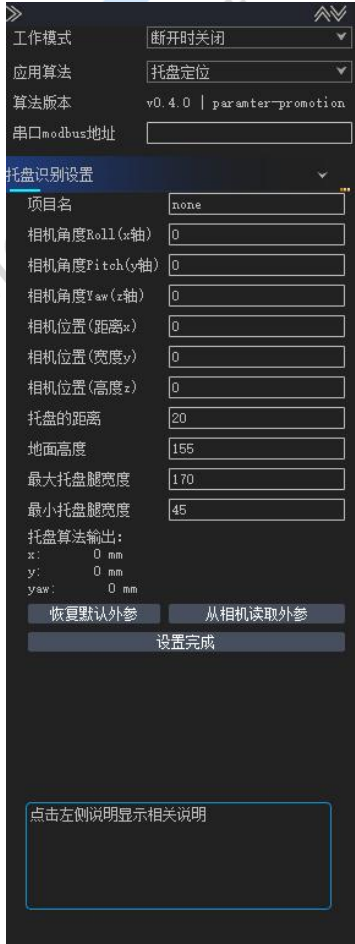 工作模式 断开时关闭
应用算法 托盘定位
算法版本 v0.4.0 | paramter-promotion
串口modbus地址
托盘识别设置
项目名 none
相机角度Roll(x轴) 0
相机角度Pitch(y轴) 0
相机角度Yaw(z轴) 0
相机位置(距离x) 0
相机位置(宽度y) 0
相机位置(高度z) 0
托盘的距离 20
地面高度 155
最大托盘腿宽度 170
最小托盘腿宽度 45
托盘算法输出:
x: 0 mm
y: 0 mm
yaw: 0 mm
恢复默认外参 从相机读取外参
设置完成
点击左侧说明显示相关说明